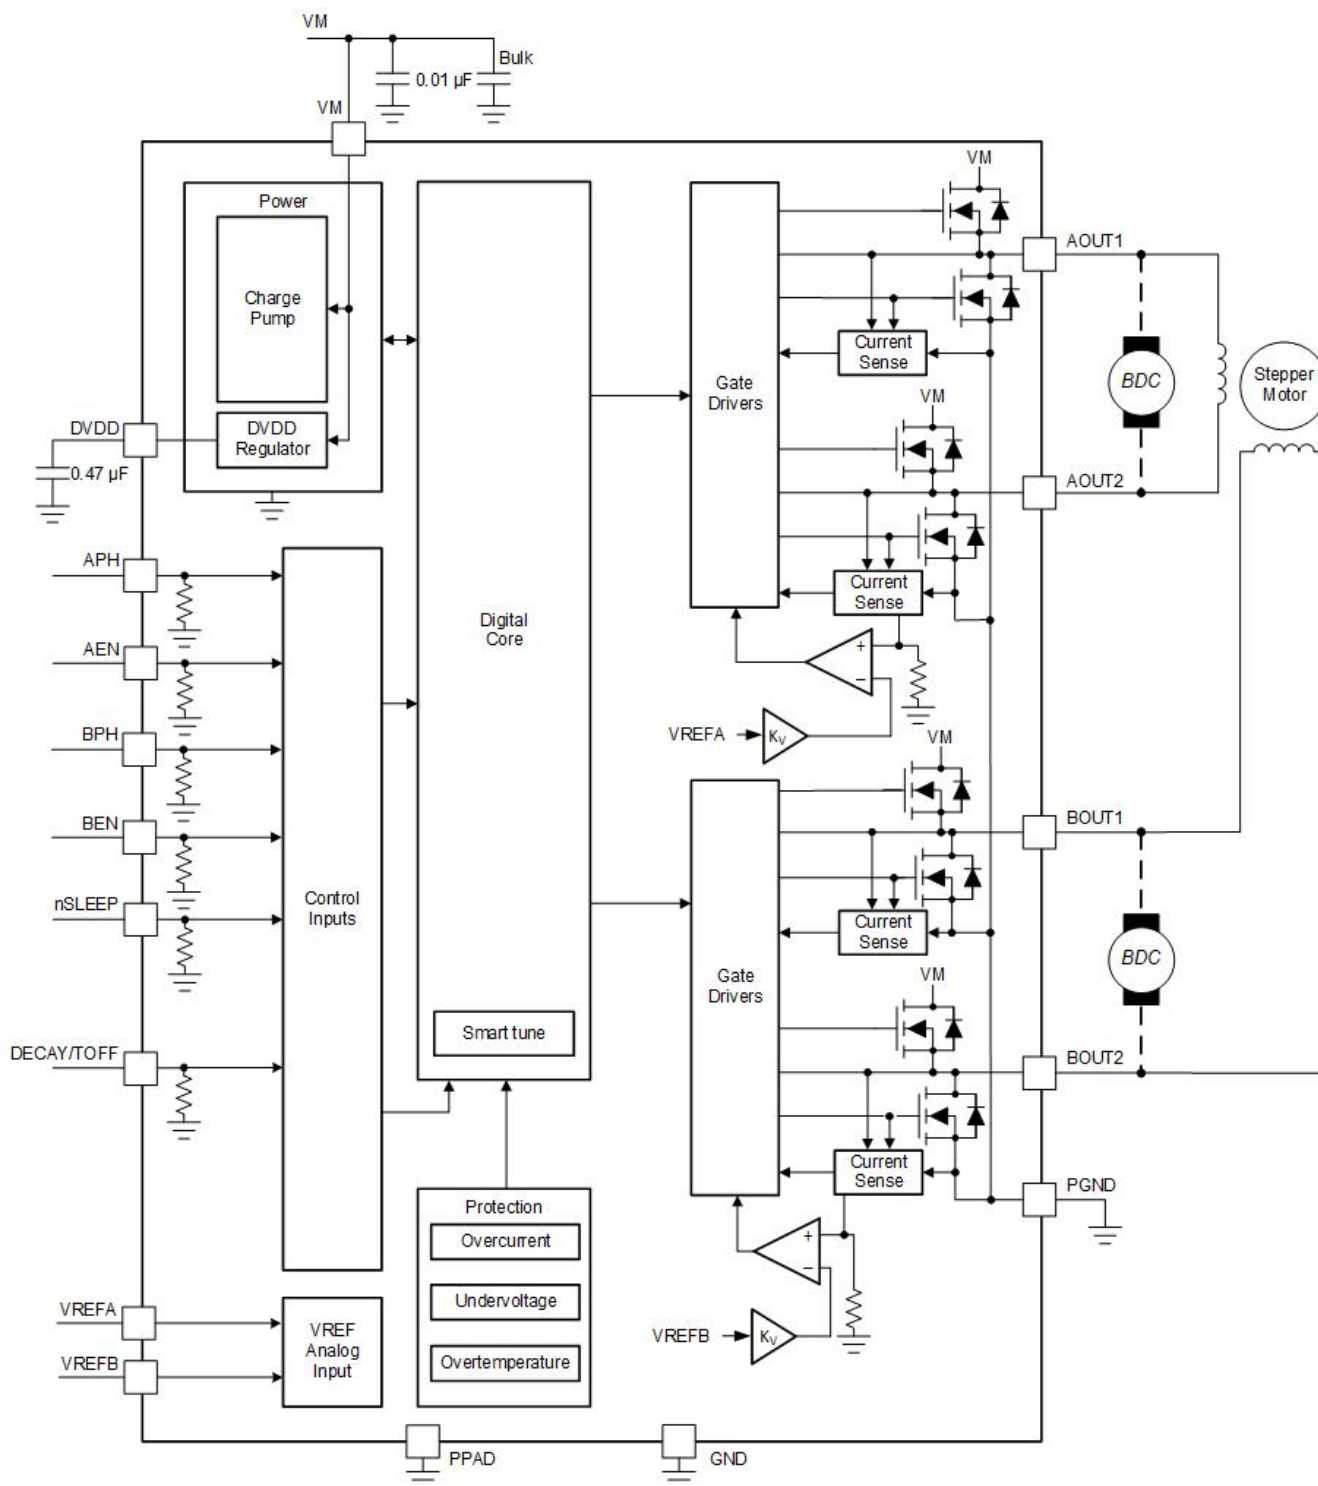 VM
Bulk
0.01 µF
VM
VM
Power
AOUT1
Charge
Pump
Current
Sense
Gate
Drivers
BDC
Stepper
Motor
VM
DVDD
DVDD
Regulator
0.47 µF
AOUT2
APH
Current
Sense
Digital
Core
AEN
+
−
BPH
VREFA
KV
VM
BEN
BOUT1
Control
Inputs
nSLEEP
Current
Sense
BDC
Gate
Drivers
VM
Smart tune
DECAY/TOFF
BOUT2
Current
Sense
Protection
PGND
Overcurrent
+
−
Undervoltage
VREFA
VREF
Analog
Input
VREFB
KV
VREFB
Overtemperature
PPAD
GND